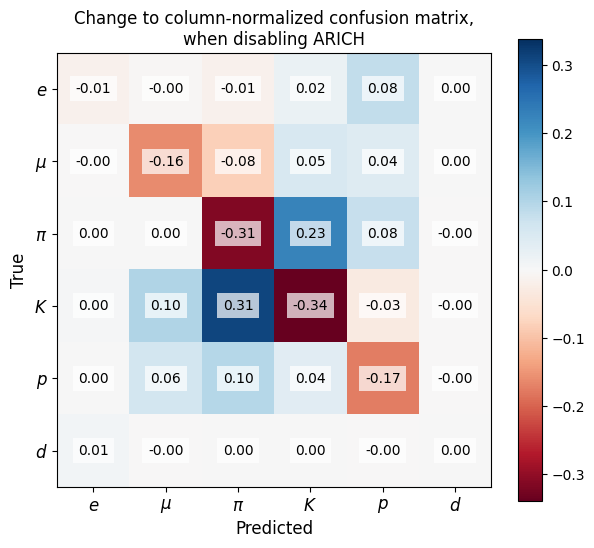 Change to column-normalized confusion matrix,
when disabling ARICH
e -0.01 -0.00 -0.01 0.02 0.08 0.00
μ -0.00 -0.16 -0.08 0.05 0.04 0.00
π 0.00 0.00 -0.31 0.23 0.08 -0.00
K 0.00 0.10 0.31 -0.34 -0.03 -0.00
p 0.00 0.06 0.10 0.04 -0.17 -0.00
d 0.01 -0.00 0.00 0.00 -0.00 0.00
e μ π K p d
Predicted
True
0.3
0.2
0.1
0.0
−0.1
−0.2
−0.3